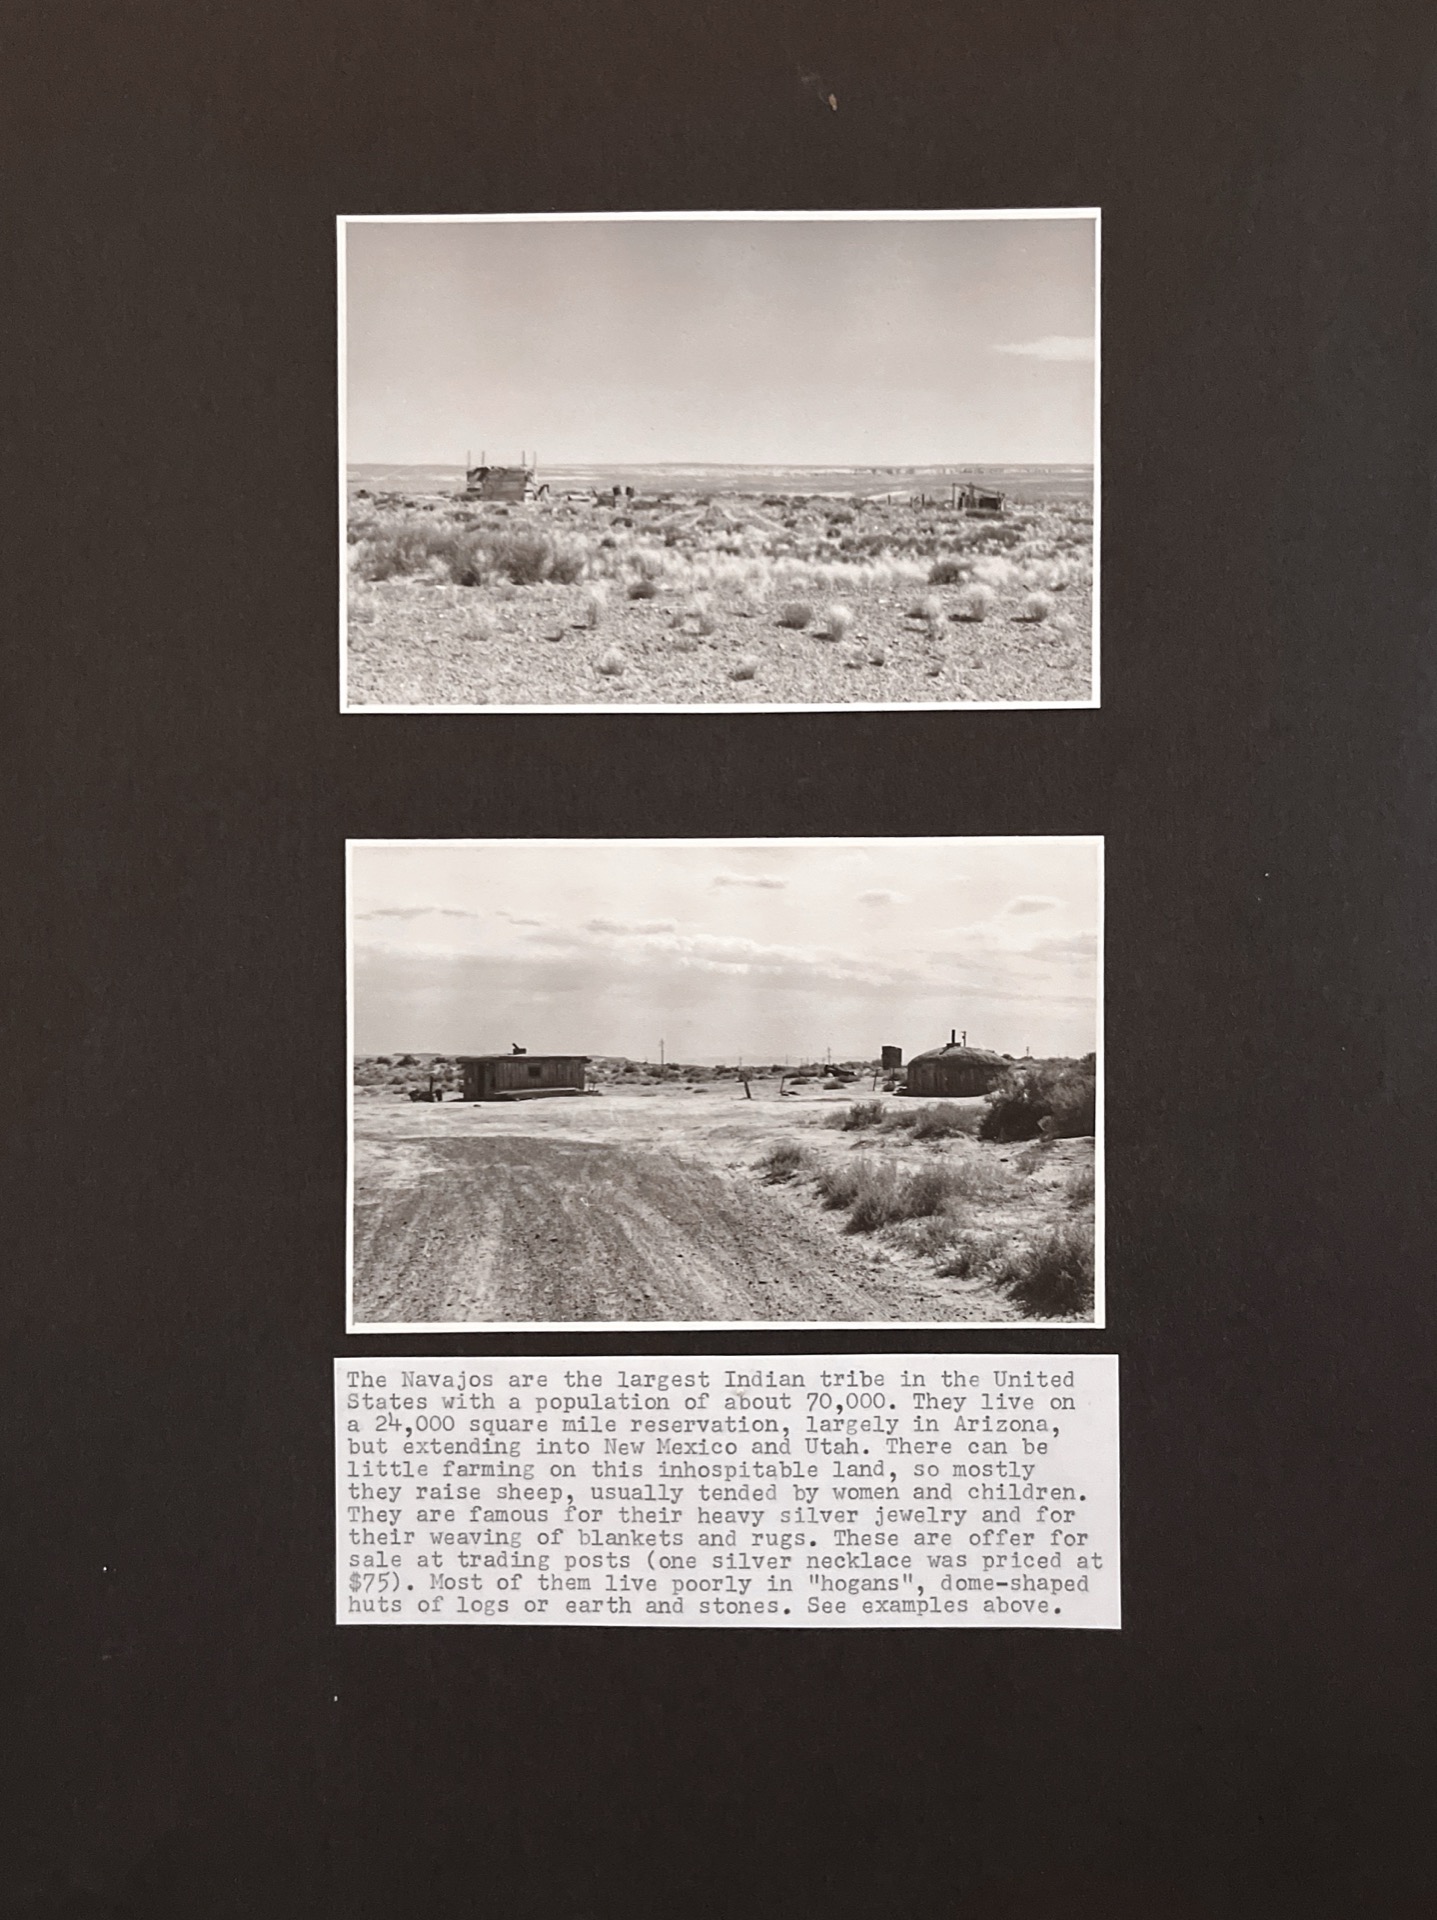 The Navajos are the largest Indian tribe in the United
States with a population of about 70,000. They live on
a 24,000 square mile reservation, largely in Arizona,
but extending into New Mexico and Utah. There can be
little farming on this inhospitable land, so mostly
they raise sheep, usually tended by women and children.
They are famous for their heavy silver jewelry and for
their weaving of blankets and rugs. These are offer for
sale at trading posts (one silver necklace was priced at
$75). Most of them live poorly in "hogans", dome-shaped
huts of logs or earth and stones. See examples above.